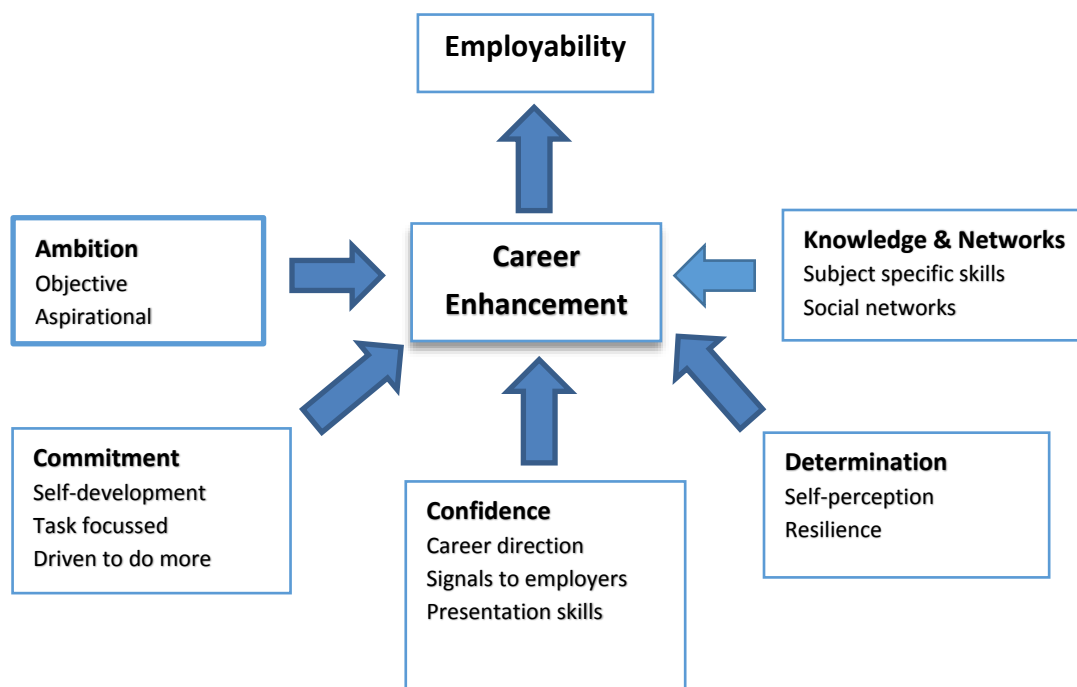 Employability
Career
Enhancement
Ambition
Objective
Aspirational
Knowledge & Networks
Subject specific skills
Social networks
Commitment
Self-development
Task focussed
Driven to do more
Confidence
Career direction
Signals to employers
Presentation skills
Determination
Self-perception
Resilience